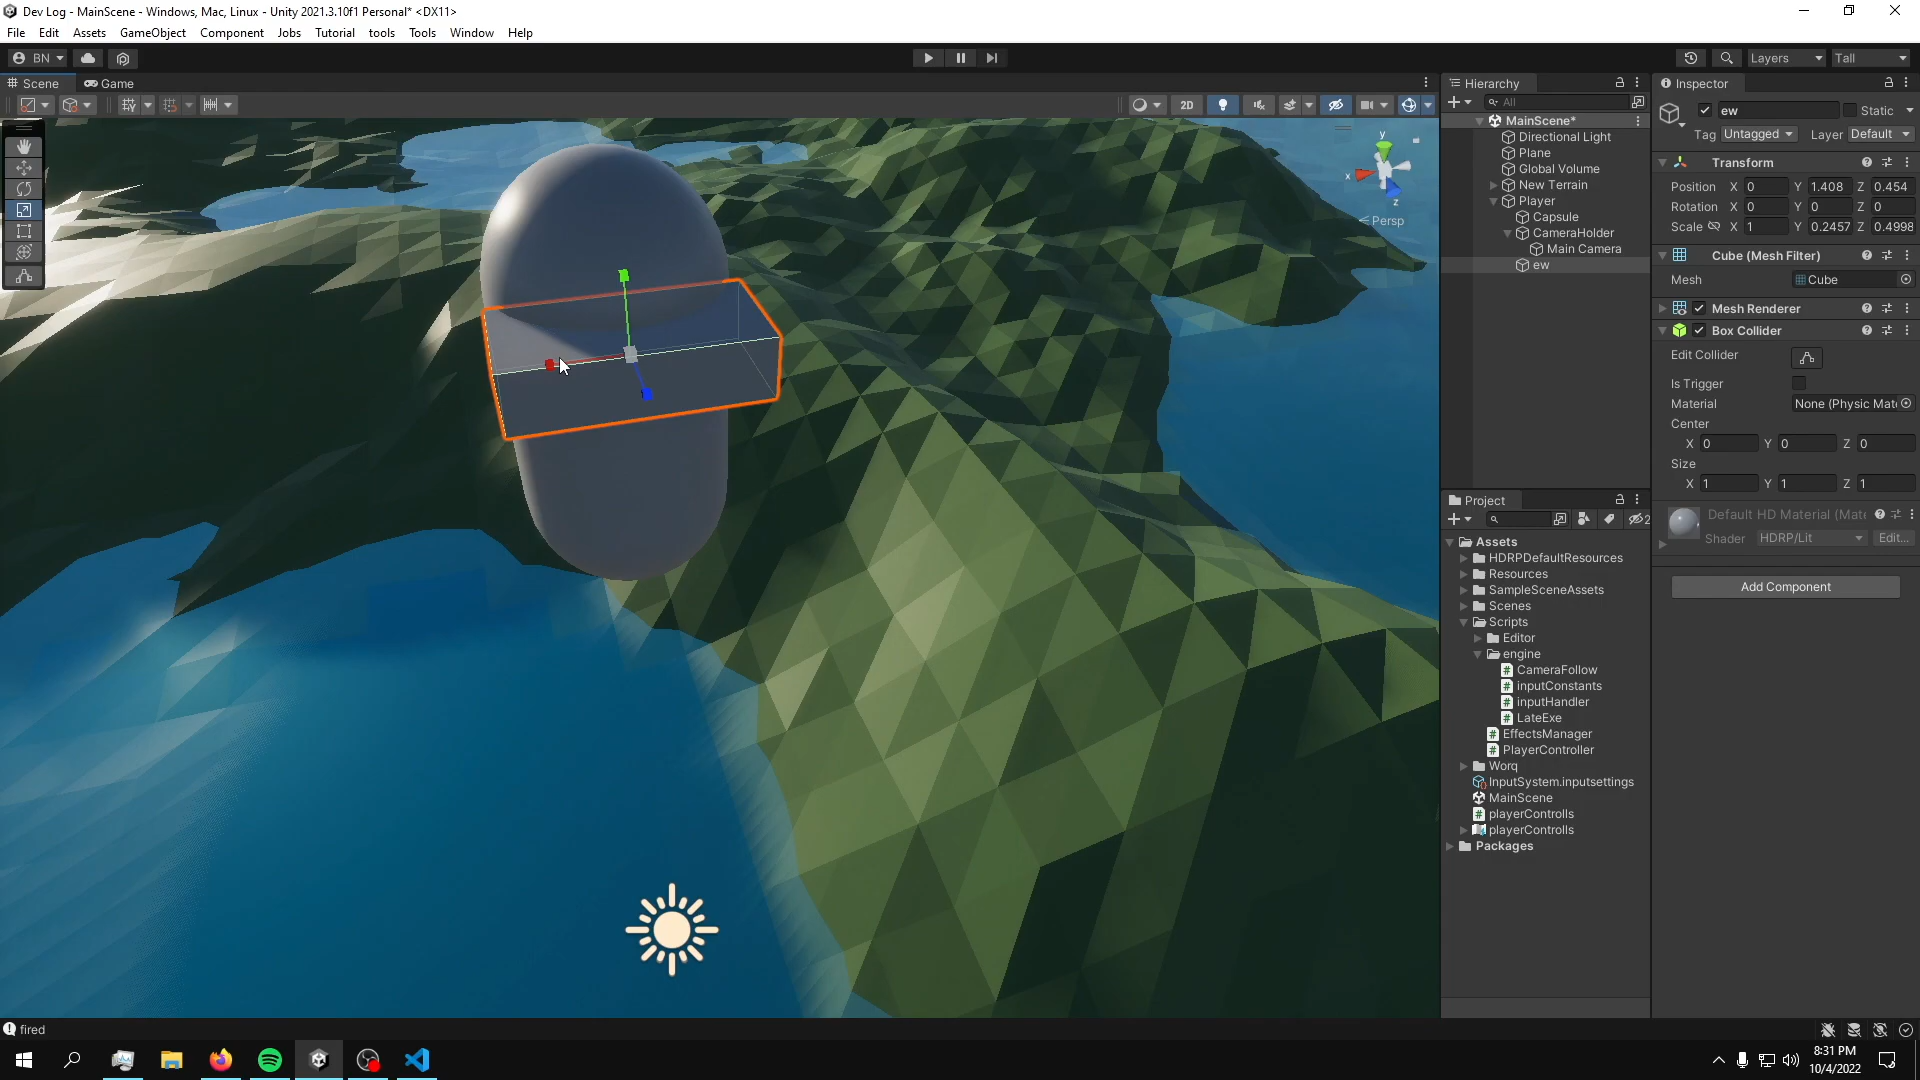 Dev Log - MainScene - Windows, Mac, Linux - Unity 2021.3.10f1 Personal* <DX11>
File Edit Assets GameObject Component Jobs Tutorial tools Tools Window Help
BN Layers Tall
Scene Game
2D
y
x
z
Persp
Hierarchy
All
MainScene*
Directional Light
Plane
Global Volume
New Terrain
Player
Capsule
CameraHolder
Main Camera
ew
Project
2
Assets
HDRPDefaultResources
Resources
SampleSceneAssets
Scenes
Scripts
Editor
engine
CameraFollow
inputConstants
inputHandler
LateExe
EffectsManager
PlayerController
Worq
InputSystem.inputsettings
MainScene
playerControlls
playerControlls
Packages
Inspector
ew Static
Tag Untagged Layer Default
Transform
Position X 0 Y 1.408 Z 0.454
Rotation X 0 Y 0 Z 0
Scale X 1 Y 0.2457 Z 0.4998
Cube (Mesh Filter)
Mesh Cube
Mesh Renderer
Box Collider
Edit Collider
Is Trigger
Material None (Physic Mat
Center
X 0 Y 0 Z 0
Size
X 1 Y 1 Z 1
Default HD Material (Mate
Shader HDRP/Lit Edit...
Add Component
fired
8:31 PM
10/4/2022